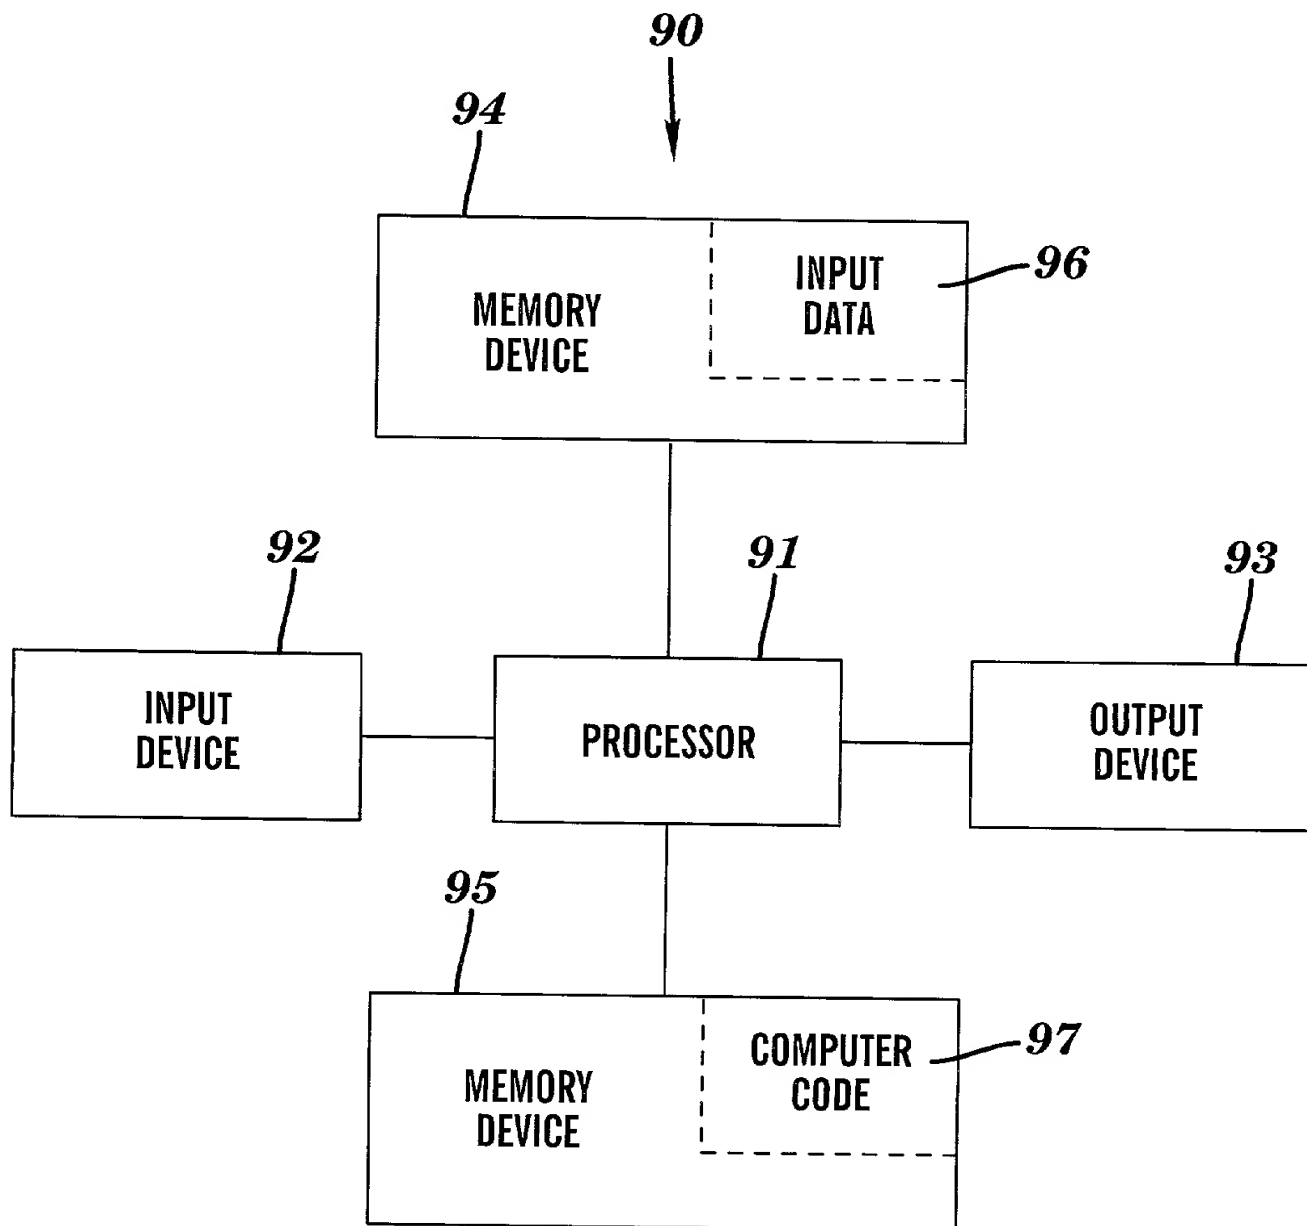 90
94
INPUT
DATA
96
MEMORY
DEVICE
92
91
93
INPUT
DEVICE
PROCESSOR
OUTPUT
DEVICE
95
COMPUTER
CODE
97
MEMORY
DEVICE